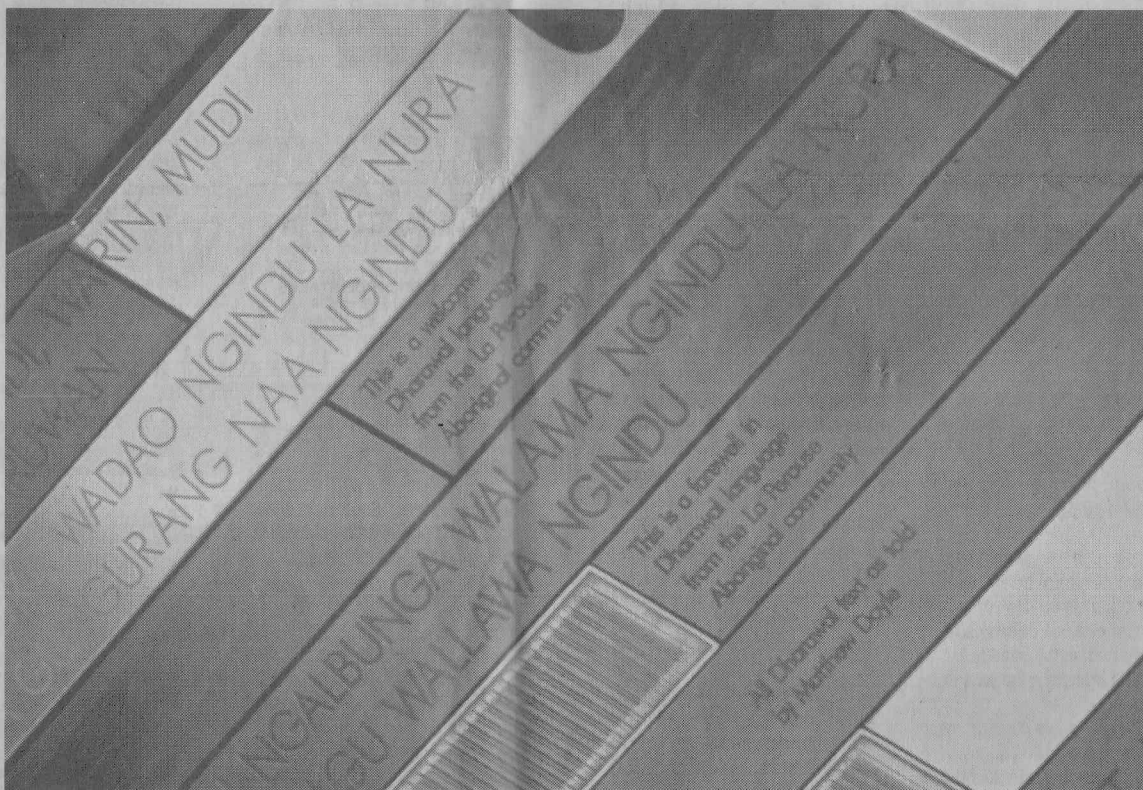 RIN, MUDI
WADAO NGINDU LA NURA
GURANG NAA NGINDU
This is a welcome in
Dharawal language
from the La Perouse
Aboriginal community
NGALBUNGA WALAMA NGINDU LA NURA
NGU WALLAWA NGINDU
This is a farewell in
Dharawal language
from the La Perouse
Aboriginal community
All Dharawal text as told
by Matthew Doyle